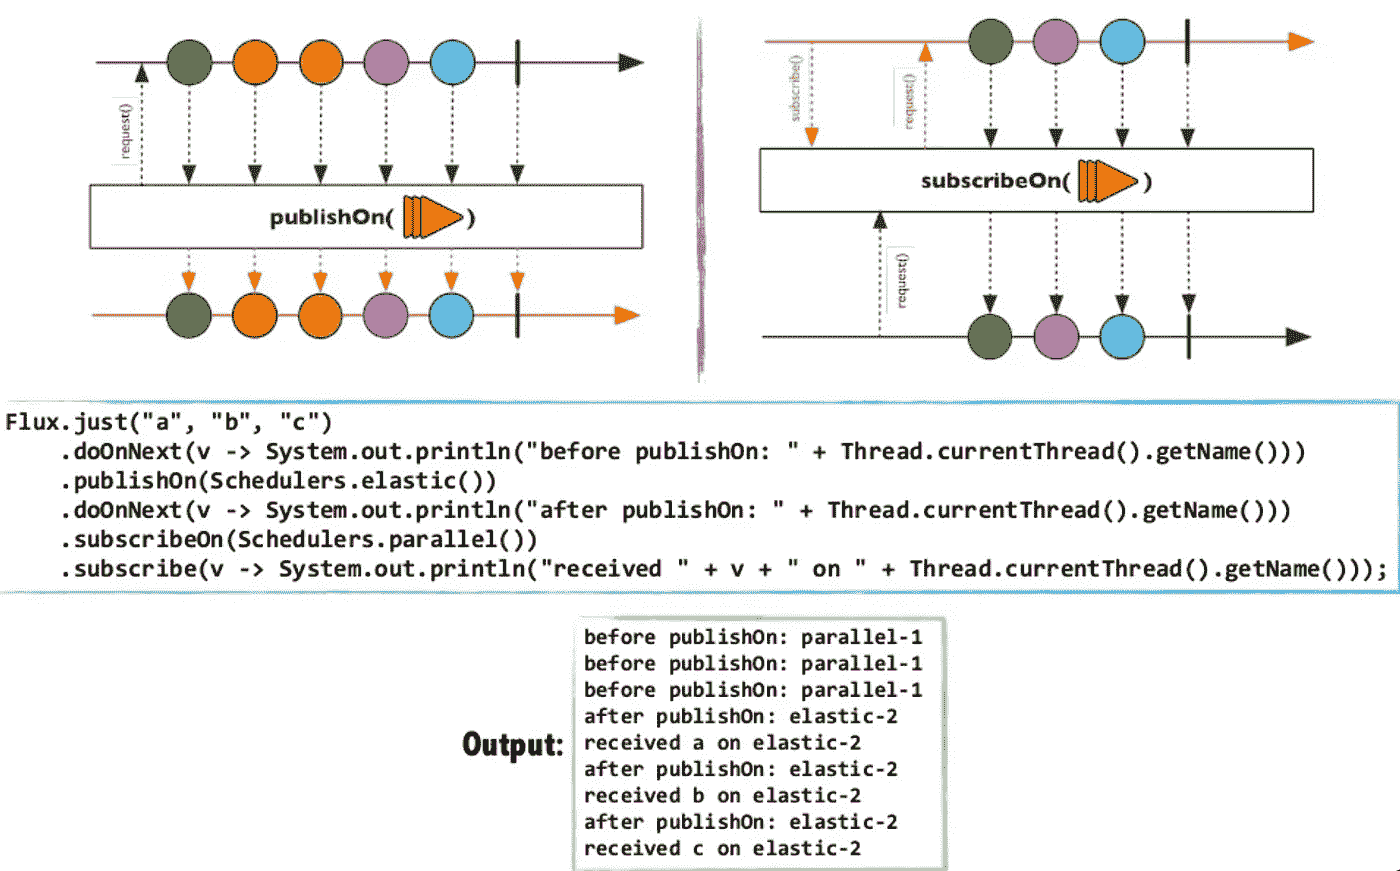 request()
publishOn( )
subscribe()
request()
subscribeOn( )
request()
Flux.just("a", "b", "c")
.doOnNext(v -> System.out.println("before publishOn: " + Thread.currentThread().getName()))
.publishOn(Schedulers.elastic())
.doOnNext(v -> System.out.println("after publishOn: " + Thread.currentThread().getName()))
.subscribeOn(Schedulers.parallel())
.subscribe(v -> System.out.println("received " + v + " on " + Thread.currentThread().getName()));
Output:
before publishOn: parallel-1
before publishOn: parallel-1
before publishOn: parallel-1
after publishOn: elastic-2
received a on elastic-2
after publishOn: elastic-2
received b on elastic-2
after publishOn: elastic-2
received c on elastic-2